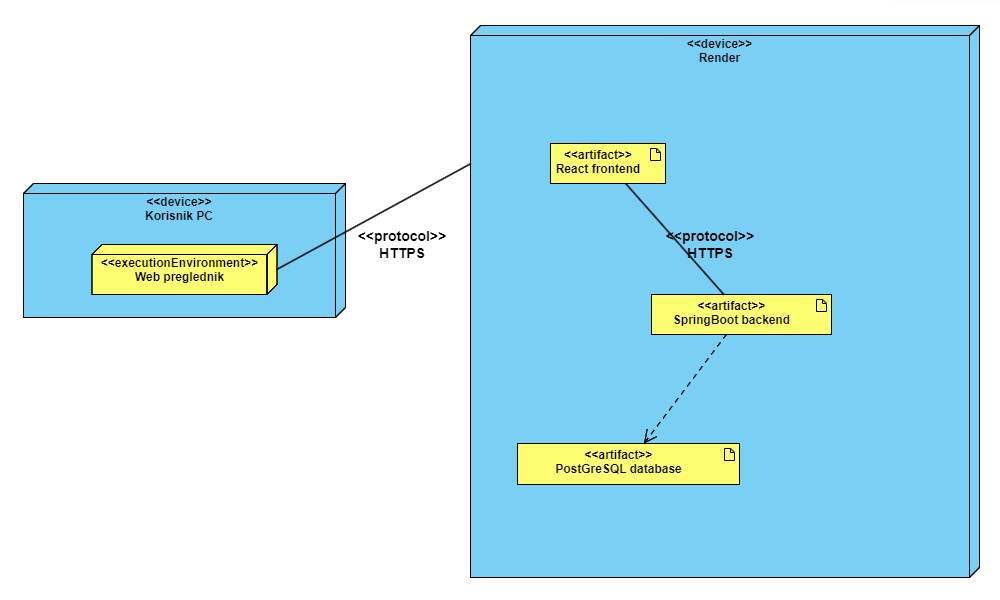 <<device>>
Render
<<artifact>>
React frontend
<<device>>
Korisnik PC
<<protocol>>
HTTPS
<<protocol>>
HTTPS
<<executionEnvironment>>
Web preglednik
<<artifact>>
SpringBoot backend
<<artifact>>
PostGreSQL database